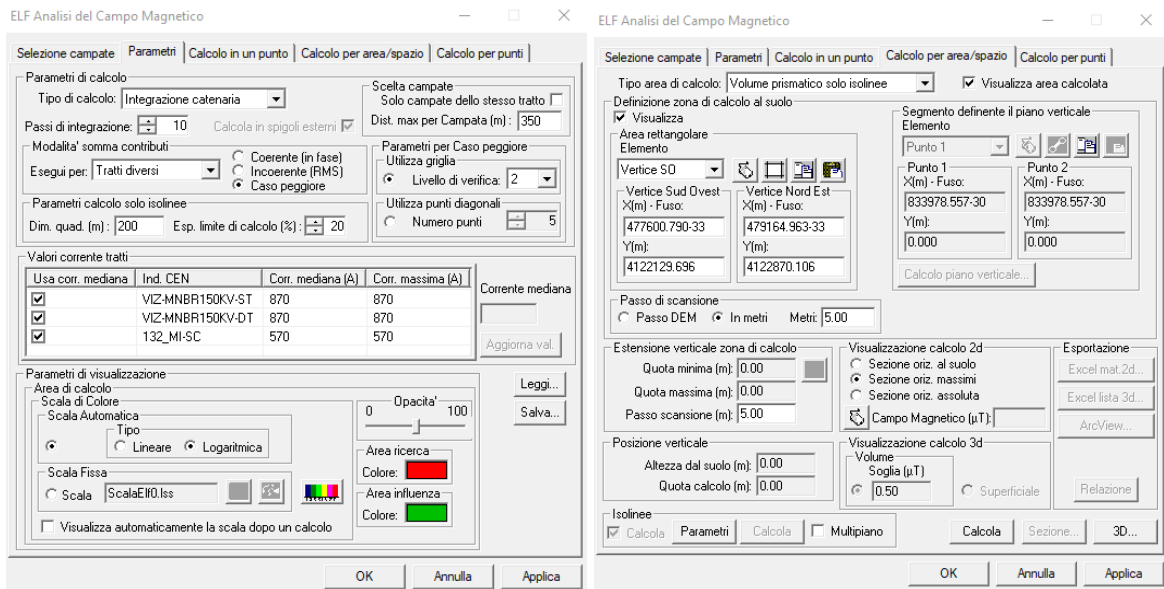 ELF Analisi del Campo Magnetico
Selezione campate Parametri Calcolo in un punto Calcolo per area/spazio Calcolo per punti
Parametri di calcolo
Tipo di calcolo: Integrazione catenaria
Passi di integrazione: 10 Calcola in spigoli esterni
Scelta campate
Solo campate dello stesso tratto
Dist. max per Campata (m) : 350
Modalita' somma contributi
Esegui per: Tratti diversi
Coerente (in fase)
Incoerente (RMS)
Caso peggiore
Parametri per Caso peggiore
Utilizza griglia
Livello di verifica: 2
Utilizza punti diagonali
Numero punti 5
Parametri calcolo solo isolinee
Dim. quad. (m) : 200 Esp. limite di calcolo (%) : 20
Valori corrente tratti
Usa corr. mediana Ind. CEN Corr. mediana (A) Corr. massima (A)
VIZ-MNBR150KV-ST 870 870
VIZ-MNBR150KV-DT 870 870
132_MI-SC 570 570
Corrente mediana
Aggiorna val.
Parametri di visualizzazione
Area di calcolo
Scala di Colore
Scala Automatica
Tipo
Lineare Logaritmica
Scala Fissa
Scala ScalaElf0.lss
Visualizza automaticamente la scala dopo un calcolo
Opacita'
0 100
Area ricerca
Colore:
Area influenza
Colore:
Leggi...
Salva...
OK Annulla Applica
ELF Analisi del Campo Magnetico
Selezione campate Parametri Calcolo in un punto Calcolo per area/spazio Calcolo per punti
Tipo area di calcolo: Volume prismatico solo isolinee Visualizza area calcolata
Definizione zona di calcolo al suolo
Visualizza
Area rettangolare
Elemento
Vertice SO
Vertice Sud Ovest
X(m) - Fuso:
477600.790-33
Y(m):
4122129.696
Vertice Nord Est
X(m) - Fuso:
479164.963-33
Y(m):
4122870.106
Segmento definente il piano verticale
Elemento
Punto 1
Punto 1
X(m) - Fuso:
833978.557-30
Y(m):
0.000
Punto 2
X(m) - Fuso:
833978.557-30
Y(m):
0.000
Calcolo piano verticale...
Passo di scansione
Passo DEM In metri Metri: 5.00
Estensione verticale zona di calcolo
Quota minima (m): 0.00
Quota massima (m): 0.00
Passo scansione (m): 5.00
Visualizzazione calcolo 2d
Sezione oriz. al suolo
Sezione oriz. massimi
Sezione oriz. assoluta
Campo Magnetico (µT):
Esportazione
Excel mat.2d...
Excel lista 3d...
ArcView...
Relazione
Posizione verticale
Altezza dal suolo (m): 0.00
Quota calcolo (m): 0.00
Visualizzazione calcolo 3d
Volume
Soglia (µT)
0.50
Superficiale
Isolinee
Calcola Parametri Calcola Multipiano
Calcola Sezione... 3D...
OK Annulla Applica